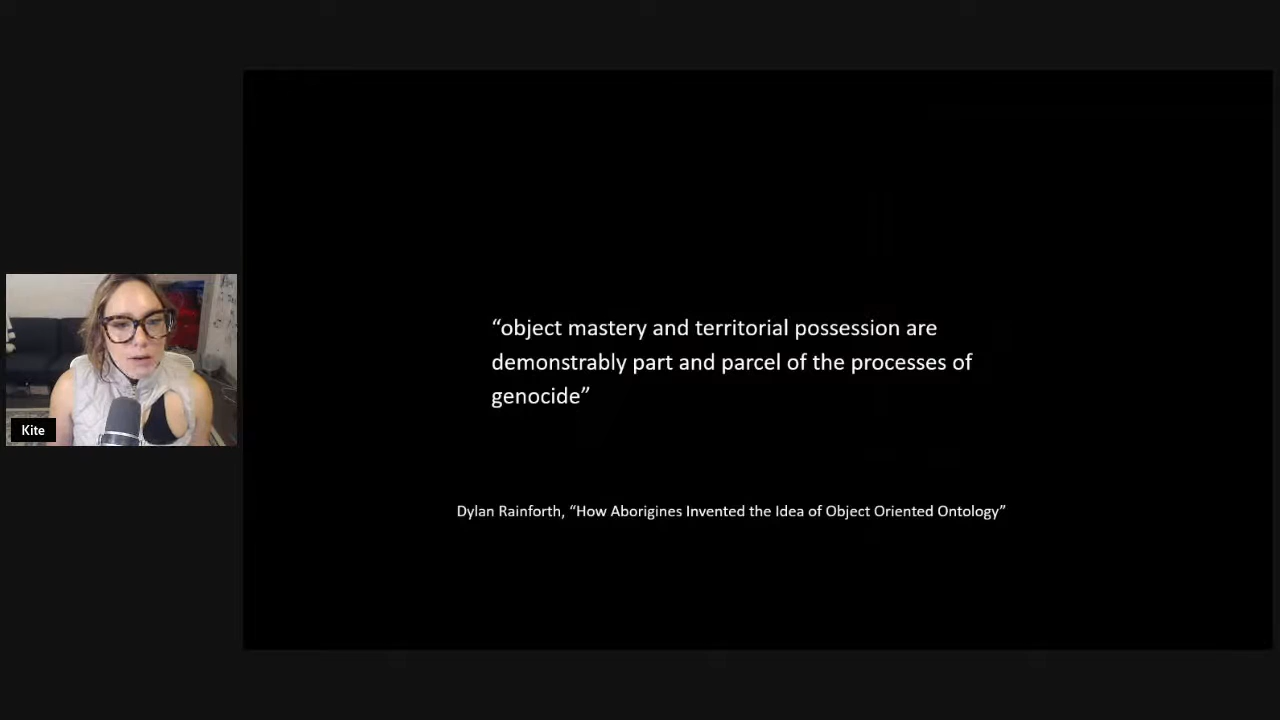 “object mastery and territorial possession are
demonstrably part and parcel of the processes of
genocide”
Kite
Dylan Rainforth, “How Aborigines Invented the Idea of Object Oriented Ontology”